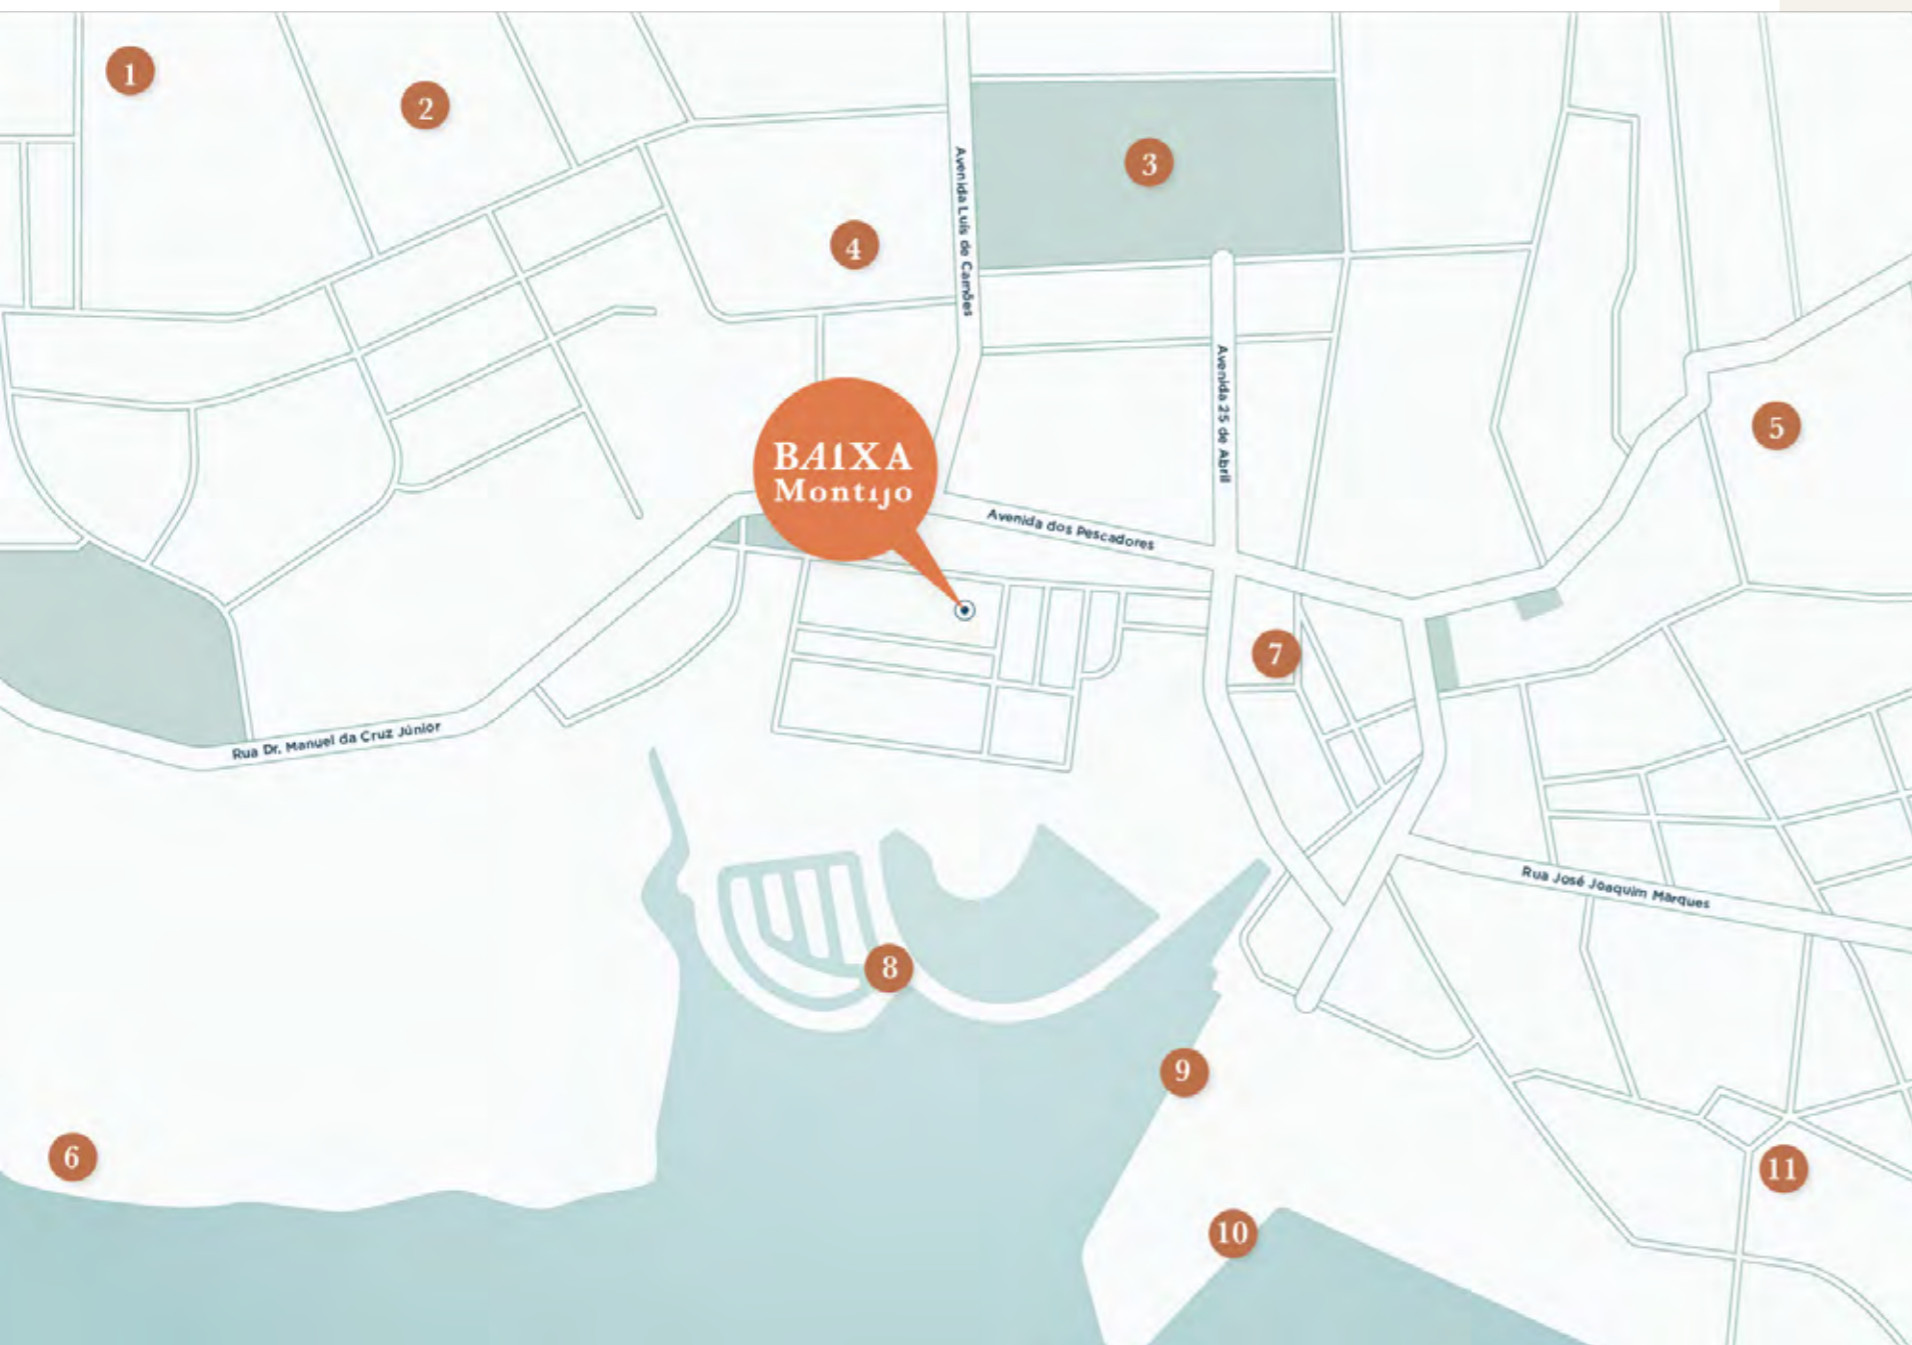 1
2
3
4
Avenida Luís de Camões
Avenida 25 de Abril
5
BAIXA
Montijo
Avenida dos Pescadores
7
Rua Dr. Manuel da Cruz Júnior
Rua José Joaquim Marques
8
9
6
10
11